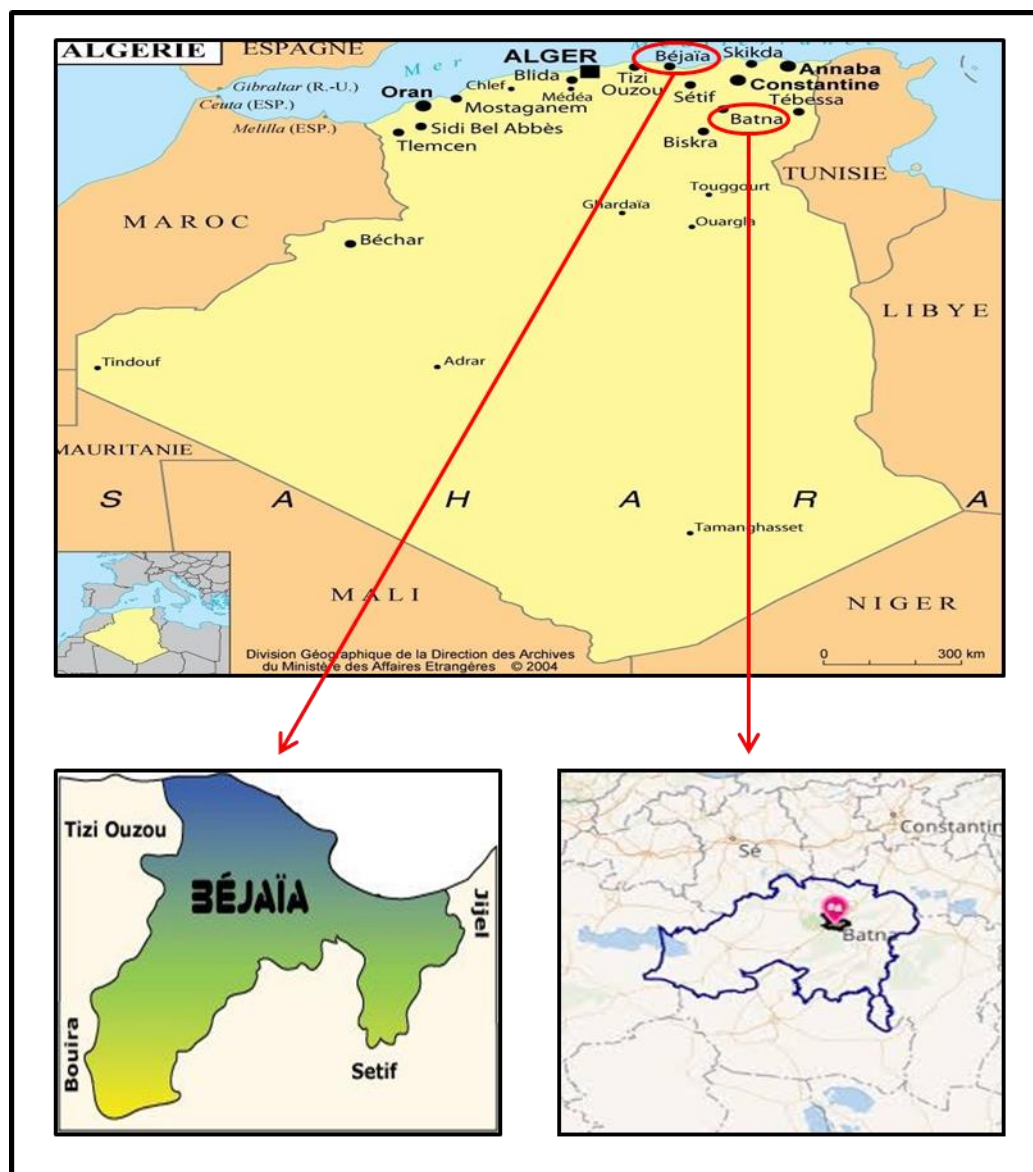 ALGERIE
ESPAGNE
Mer
Gibraltar (R.-U.)
Ceuta (ESP.)
Melilla (ESP.)
ALGER
Blida
Chlef
Médéa
Tizi
Ouzou
Béjaïa
Skikda
Annaba
Constantine
Sétif
Tébessa
Batna
Biskra
Oran
Mostaganem
Sidi Bel Abbès
Tlemcen
TUNISIE
MAROC
Béchar
Ghardaïa
Touggourt
Ouargla
LIBYE
Tindouf
Adrar
MAURITANIE
SAHARA
Tamanghasset
MALI
NIGER
Division Géographique de la Direction des Archives
du Ministère des Affaires Etrangères © 2004
0 300 km
Tizi Ouzou
BÉJAÏA
Jijel
Bouira
Setif
Constantin
Sé
Batna